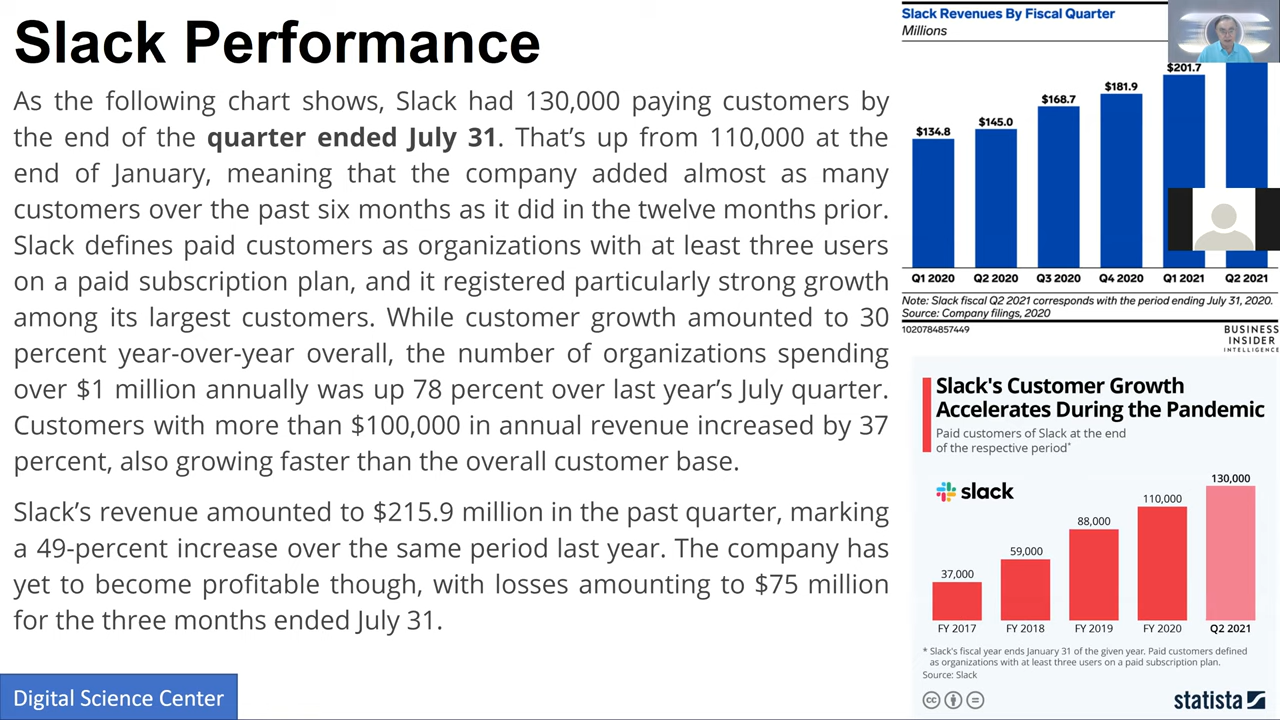 Slack Performance
As the following chart shows, Slack had 130,000 paying customers by
the end of the quarter ended July 31. That’s up from 110,000 at the
end of January, meaning that the company added almost as many
customers over the past six months as it did in the twelve months prior.
Slack defines paid customers as organizations with at least three users
on a paid subscription plan, and it registered particularly strong growth
among its largest customers. While customer growth amounted to 30
percent year-over-year overall, the number of organizations spending
over $1 million annually was up 78 percent over last year’s July quarter.
Customers with more than $100,000 in annual revenue increased by 37
percent, also growing faster than the overall customer base.
Slack’s revenue amounted to $215.9 million in the past quarter, marking
a 49-percent increase over the same period last year. The company has
yet to become profitable though, with losses amounting to $75 million
for the three months ended July 31.
Digital Science Center
Slack Revenues By Fiscal Quarter
Millions
$134.8
$145.0
$168.7
$181.9
$201.7
Q1 2020 Q2 2020 Q3 2020 Q4 2020 Q1 2021 Q2 2021
Note: Slack fiscal Q2 2021 corresponds with the period ending July 31, 2020.
Source: Company filings, 2020
1020784857449
BUSINESS
INSIDER
INTELLIGENCE
Slack's Customer Growth
Accelerates During the Pandemic
Paid customers of Slack at the end
of the respective period*
slack
37,000
59,000
88,000
110,000
130,000
FY 2017 FY 2018 FY 2019 FY 2020 Q2 2021
* Slack's fiscal year ends January 31 of the given year. Paid customers defined
as organizations with at least three users on a paid subscription plan.
Source: Slack
cc
statista